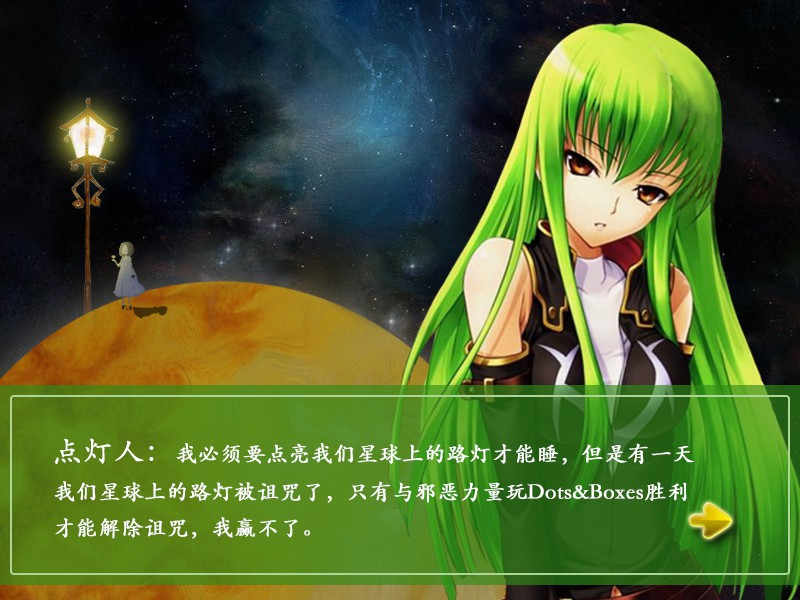 点灯人：我必须要点亮我们星球上的路灯才能睡，但是有一天
我们星球上的路灯被诅咒了，只有与邪恶力量玩Dots&Boxes胜利
才能解除诅咒，我赢不了。